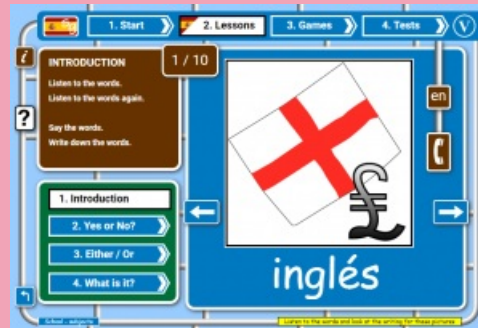 1. Start
2. Lessons
3. Games
4. Tests
V
i
INTRODUCTION
1 / 10
Listen to the words.
Listen to the words again.
Say the words.
Write down the words.
en
?
1. Introduction
2. Yes or No?
3. Either / Or
4. What is it?
£
inglés
School - subjects
Listen to the words and look at the writing for these pictures